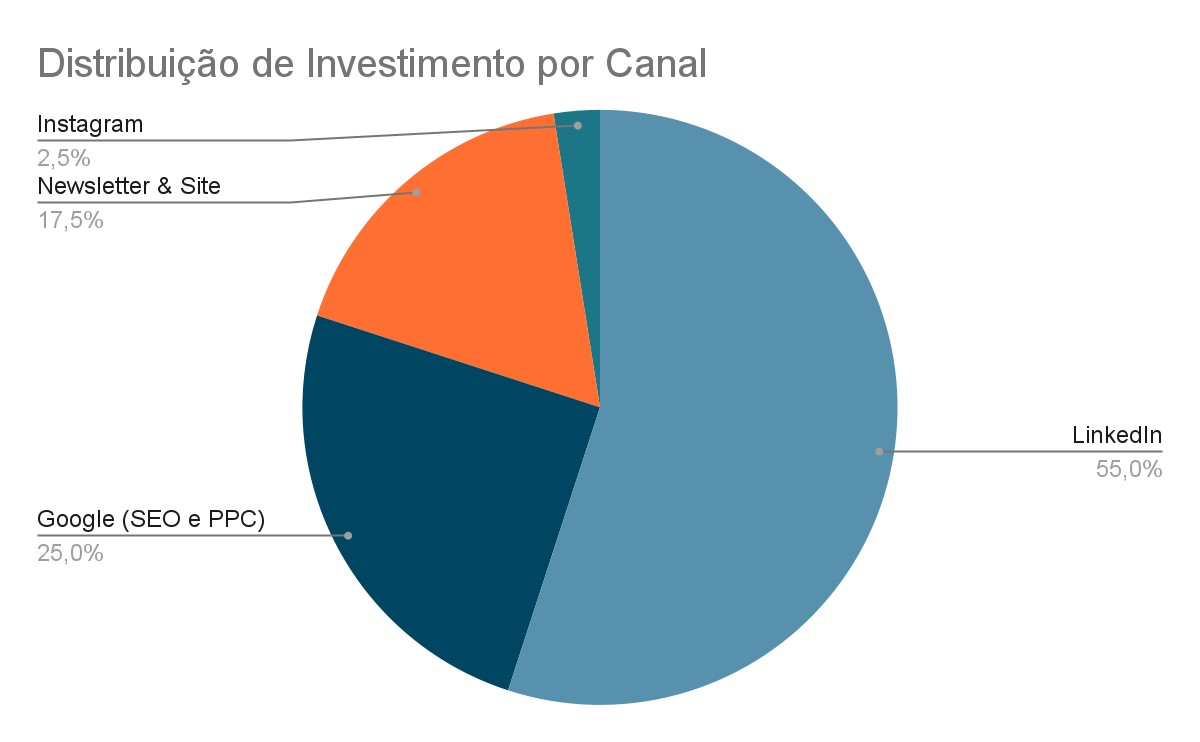 Distribuição de Investimento por Canal
Instagram
2,5%
Newsletter & Site
17,5%
LinkedIn
55,0%
Google (SEO e PPC)
25,0%